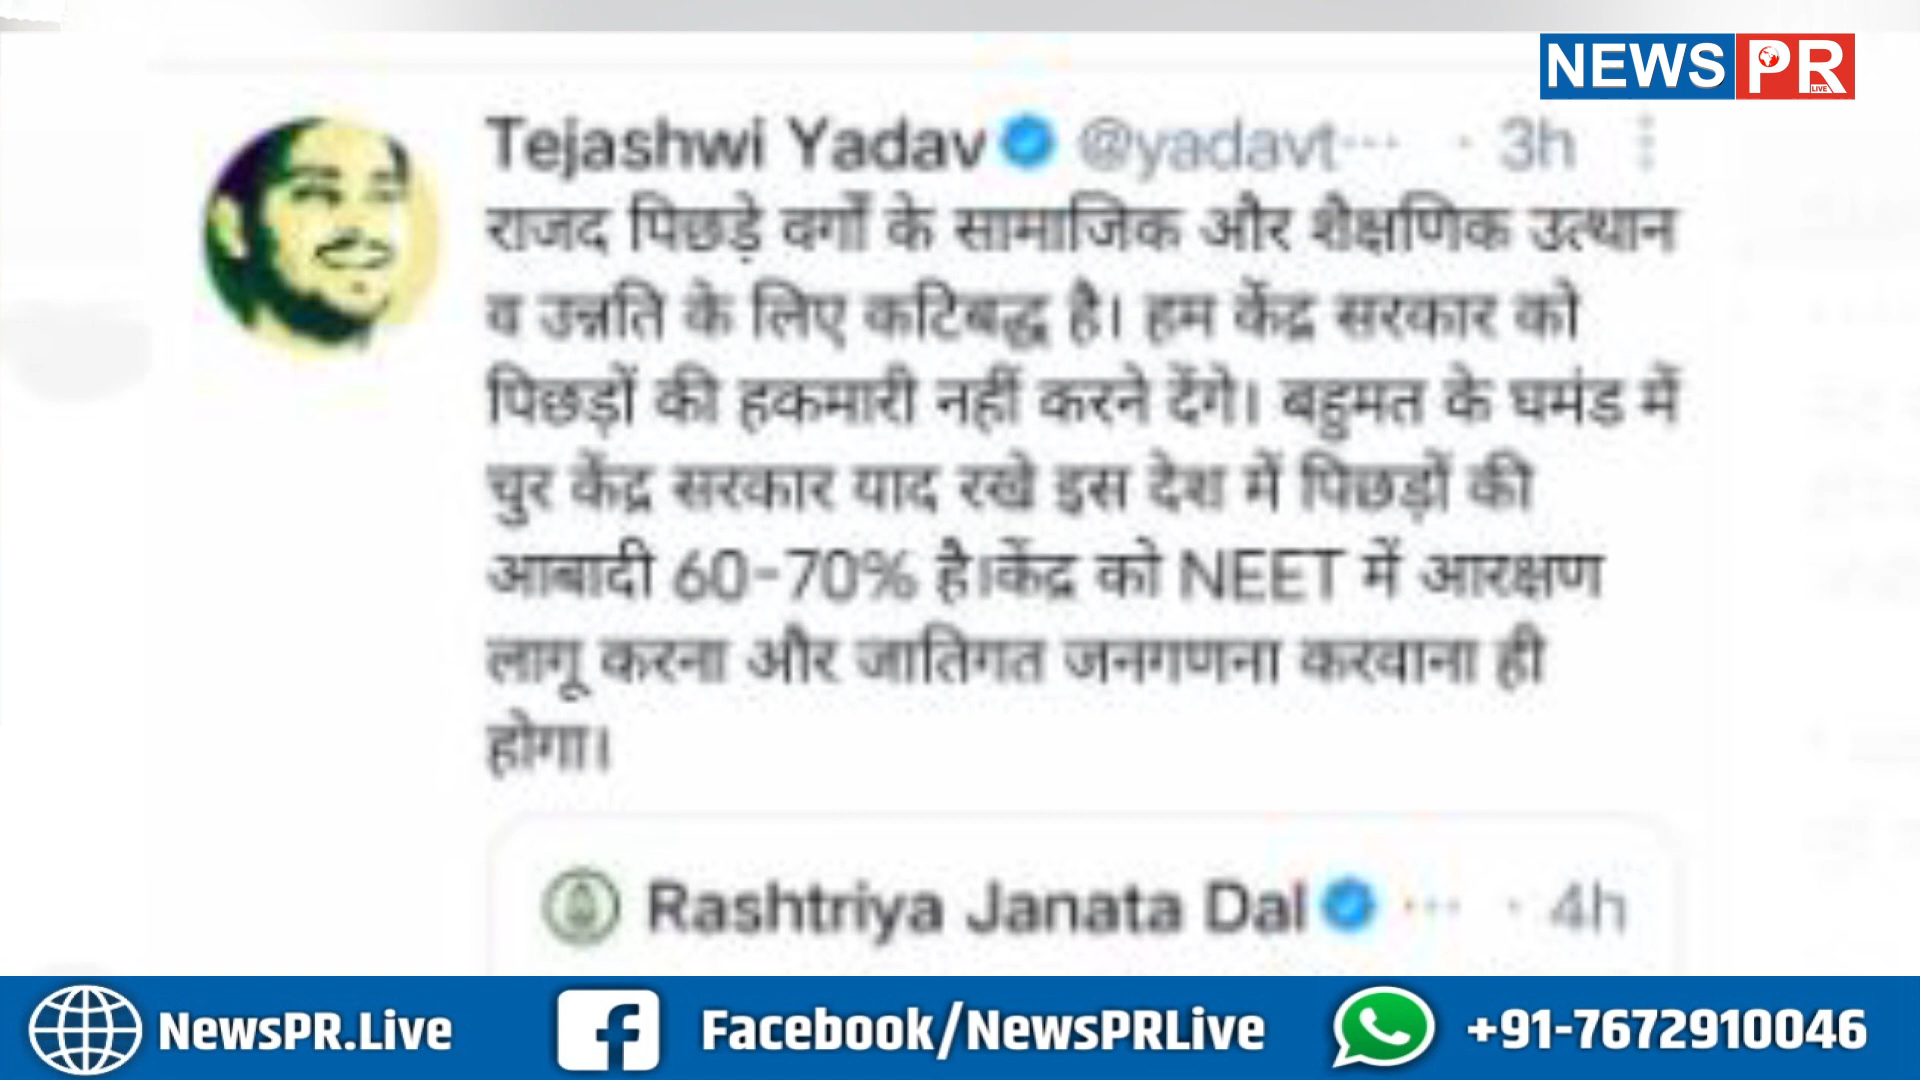 NEWS PR
LIVE
Tejashwi Yadav @yadavt... · 3h
राजद पिछड़े वर्गों के सामाजिक और शैक्षणिक उत्थान
व उन्नति के लिए कटिबद्ध है। हम केंद्र सरकार को
पिछड़ों की हकमारी नहीं करने देंगे। बहुमत के घमंड में
चुर केंद्र सरकार याद रखे इस देश में पिछड़ों की
आबादी 60-70% है।केंद्र को NEET में आरक्षण
लागू करना और जातिगत जनगणना करवाना ही
होगा।
Rashtriya Janata Dal ... · 4h
NewsPR.Live Facebook/NewsPRLive +91-7672910046